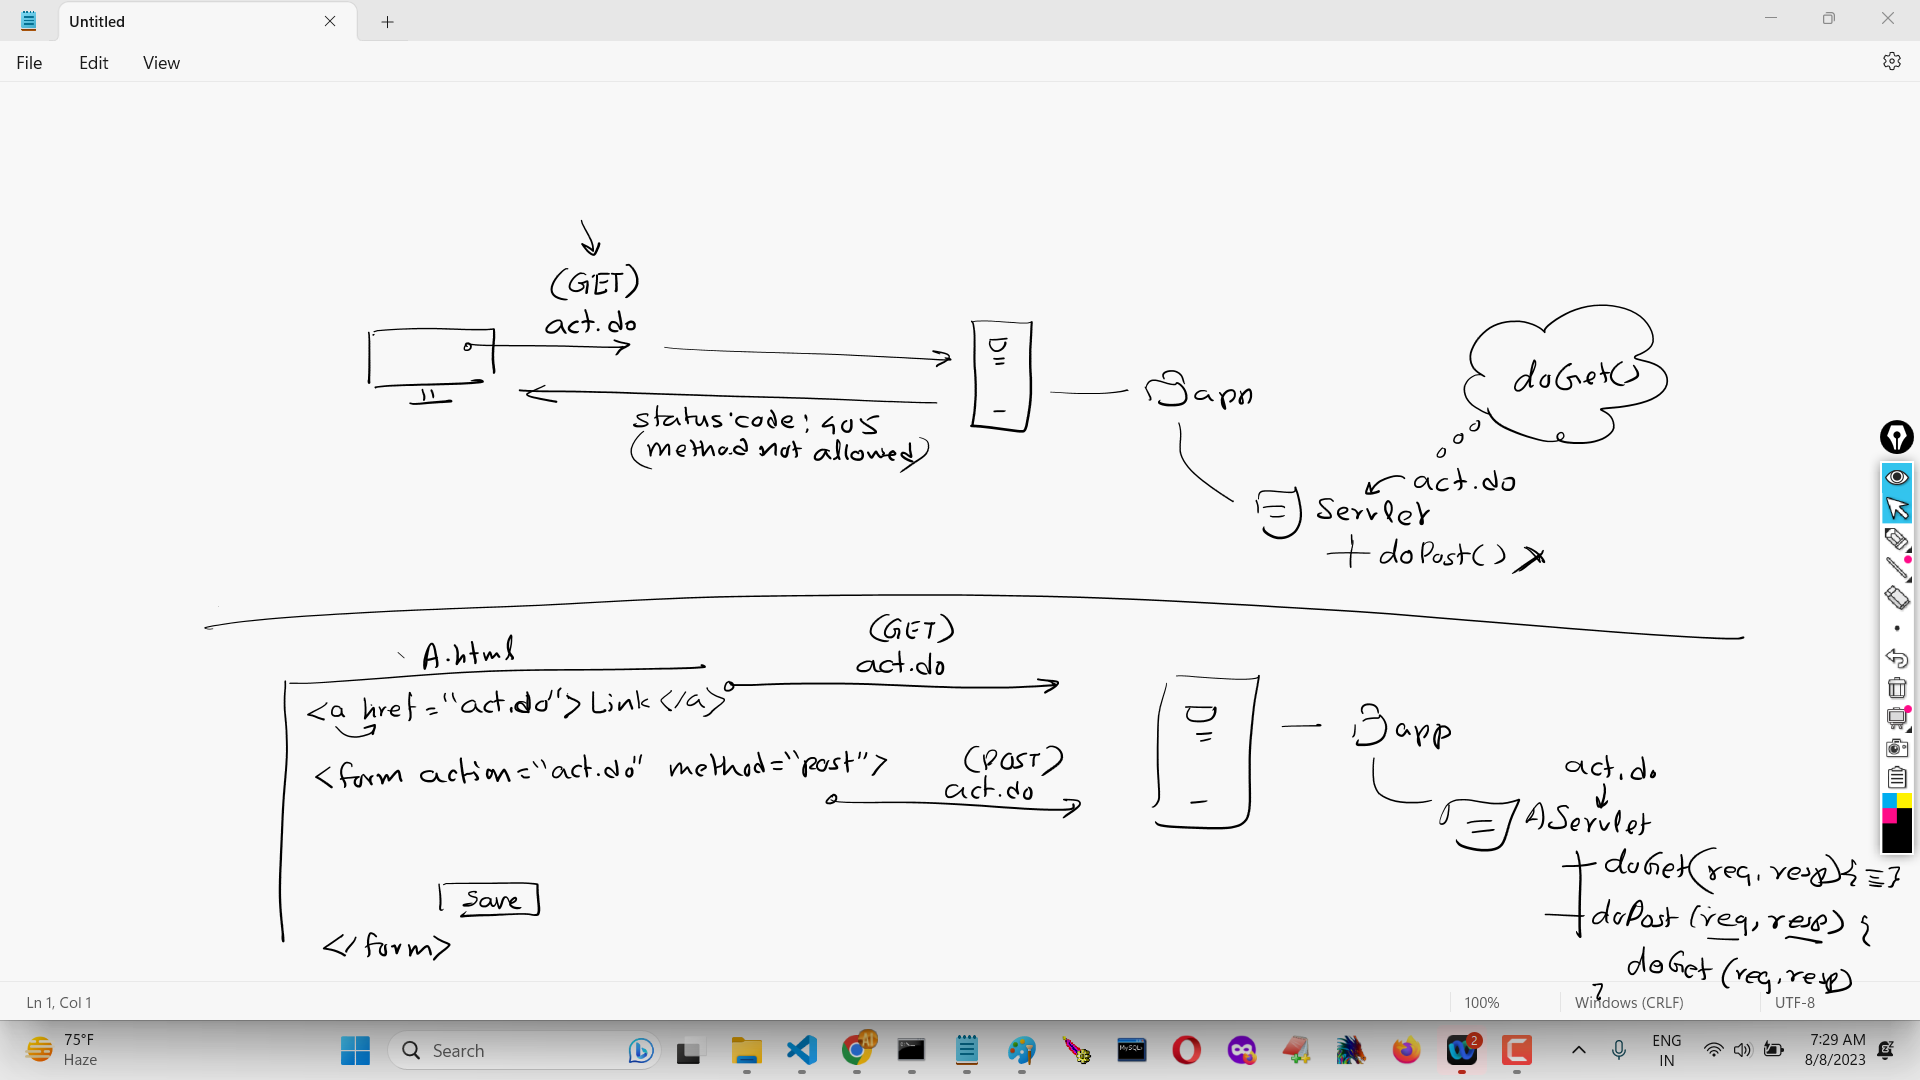 Untitled
File Edit View
(GET)
act.do
status code: 405
(method not allowed)
app
doGet()
act.do
Servlet
doPost()
A.html
(GET)
act.do
<a href="act.do">Link</a>
<form action="act.do" method="post">
(POST)
act.do
app
act.do
AServlet
doGet(req, resp){ }
doPost(req, resp) {
doGet(req, resp)
}
Save
</form>
Ln 1, Col 1
100%
Windows (CRLF)
UTF-8
75°F
Haze
Search
AI
MySQL
2
ENG
IN
7:29 AM
8/8/2023